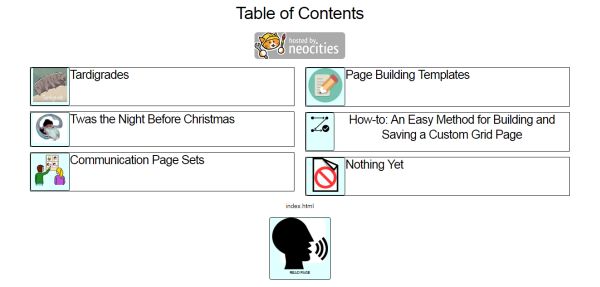 Table of Contents
hosted by
neocities
Tardigrades
Page Building Templates
Twas the Night Before Christmas
How-to: An Easy Method for Building and
Saving a Custom Grid Page
Communication Page Sets
Nothing Yet
index.html
READ PAGE